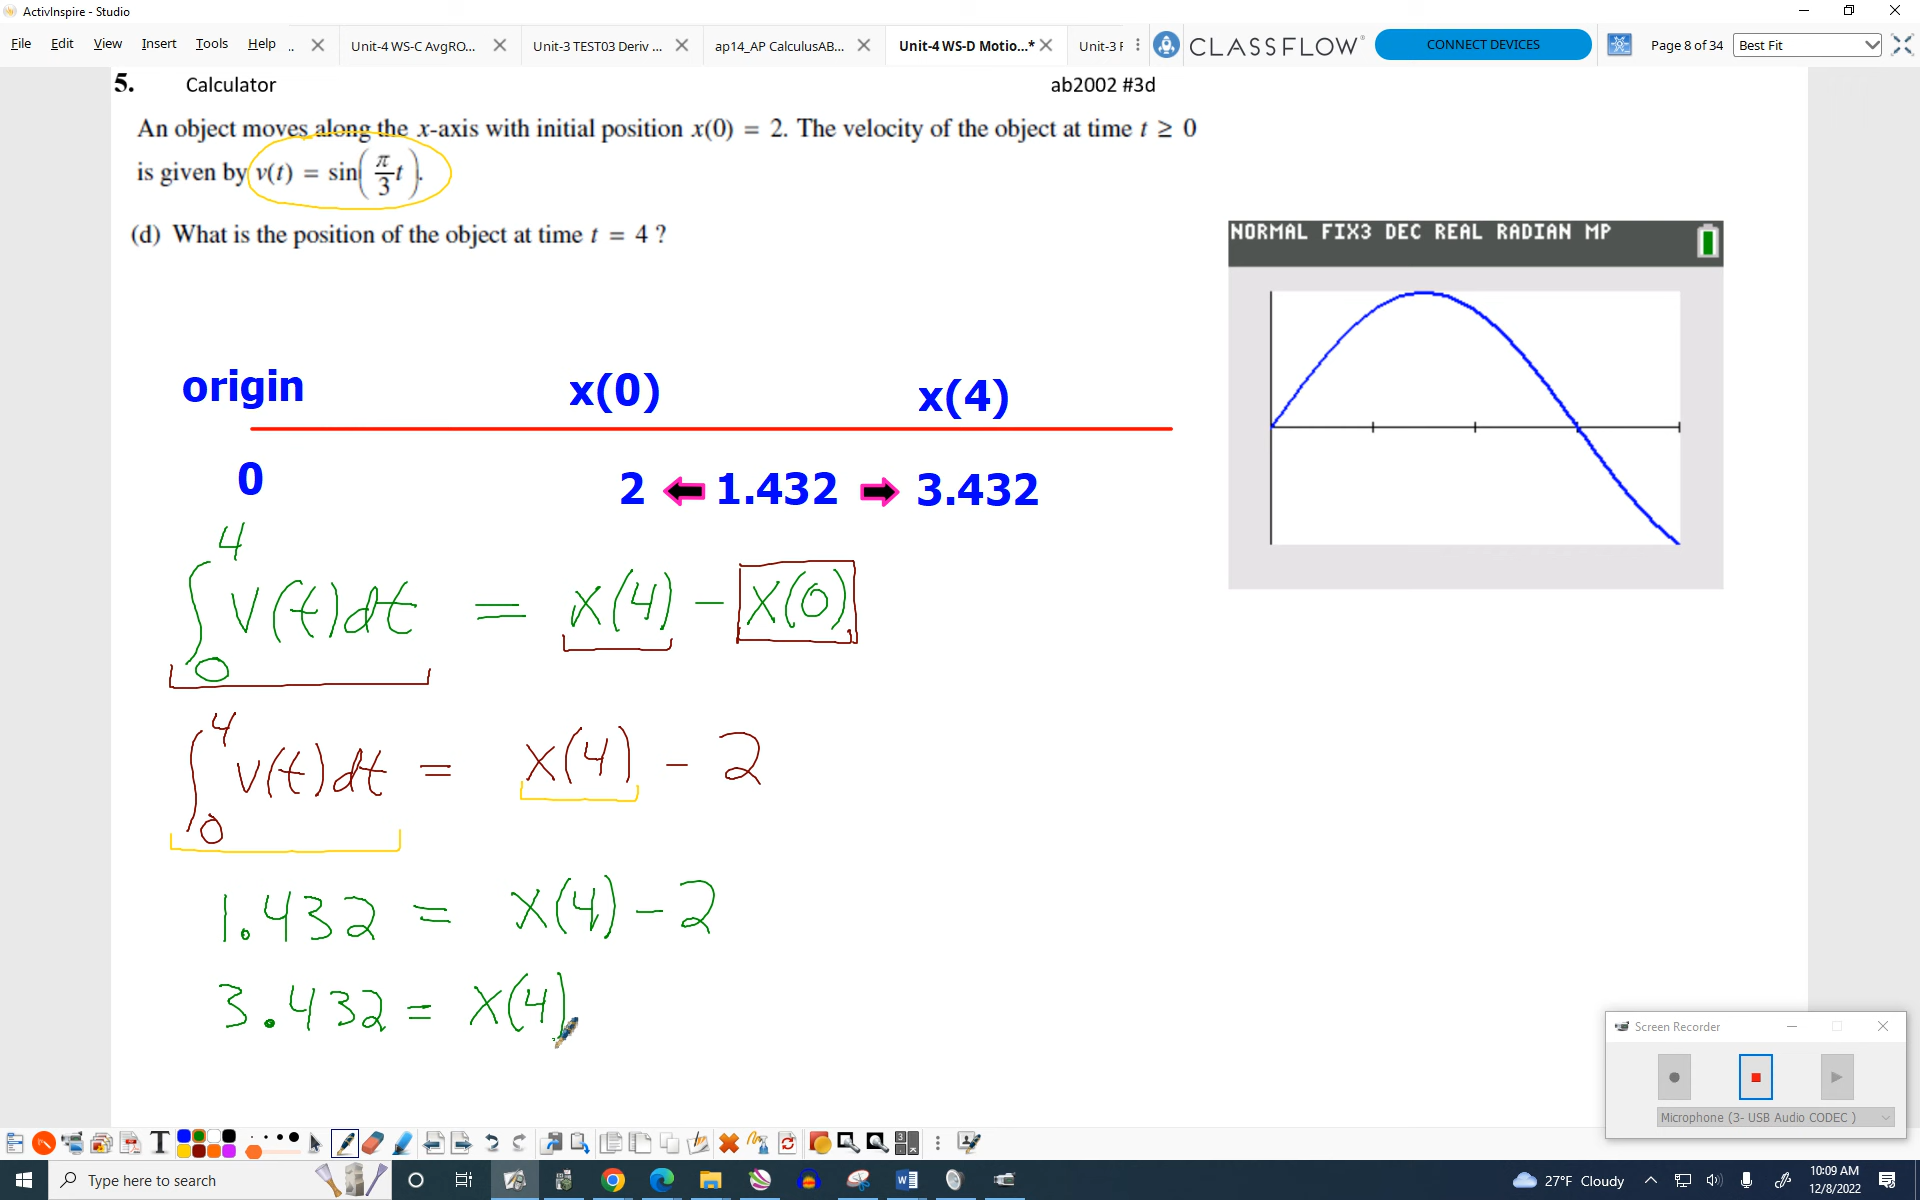 ActivInspire - Studio
File Edit View Insert Tools Help .. Unit-4 WS-C AvgRO... Unit-3 TEST03 Deriv ... ap14_AP CalculusAB... Unit-4 WS-D Motio...* Unit-3 F CLASSFLOW CONNECT DEVICES Page 8 of 34 Best Fit
5. Calculator ab2002 #3d
An object moves along the x-axis with initial position x(0) = 2. The velocity of the object at time t ≥ 0
is given by v(t) = sin(π/3 t).
(d) What is the position of the object at time t = 4 ?
NORMAL FIX3 DEC REAL RADIAN MP
origin x(0) x(4)
0 2 ⬅ 1.432 ➡ 3.432
∫₀⁴ v(t)dt = x(4) - x(0)
∫₀⁴ v(t)dt = x(4) - 2
1.432 = x(4) - 2
3.432 = x(4)
Screen Recorder
Microphone (3- USB Audio CODEC )
T
Type here to search
27°F Cloudy
10:09 AM
12/8/2022